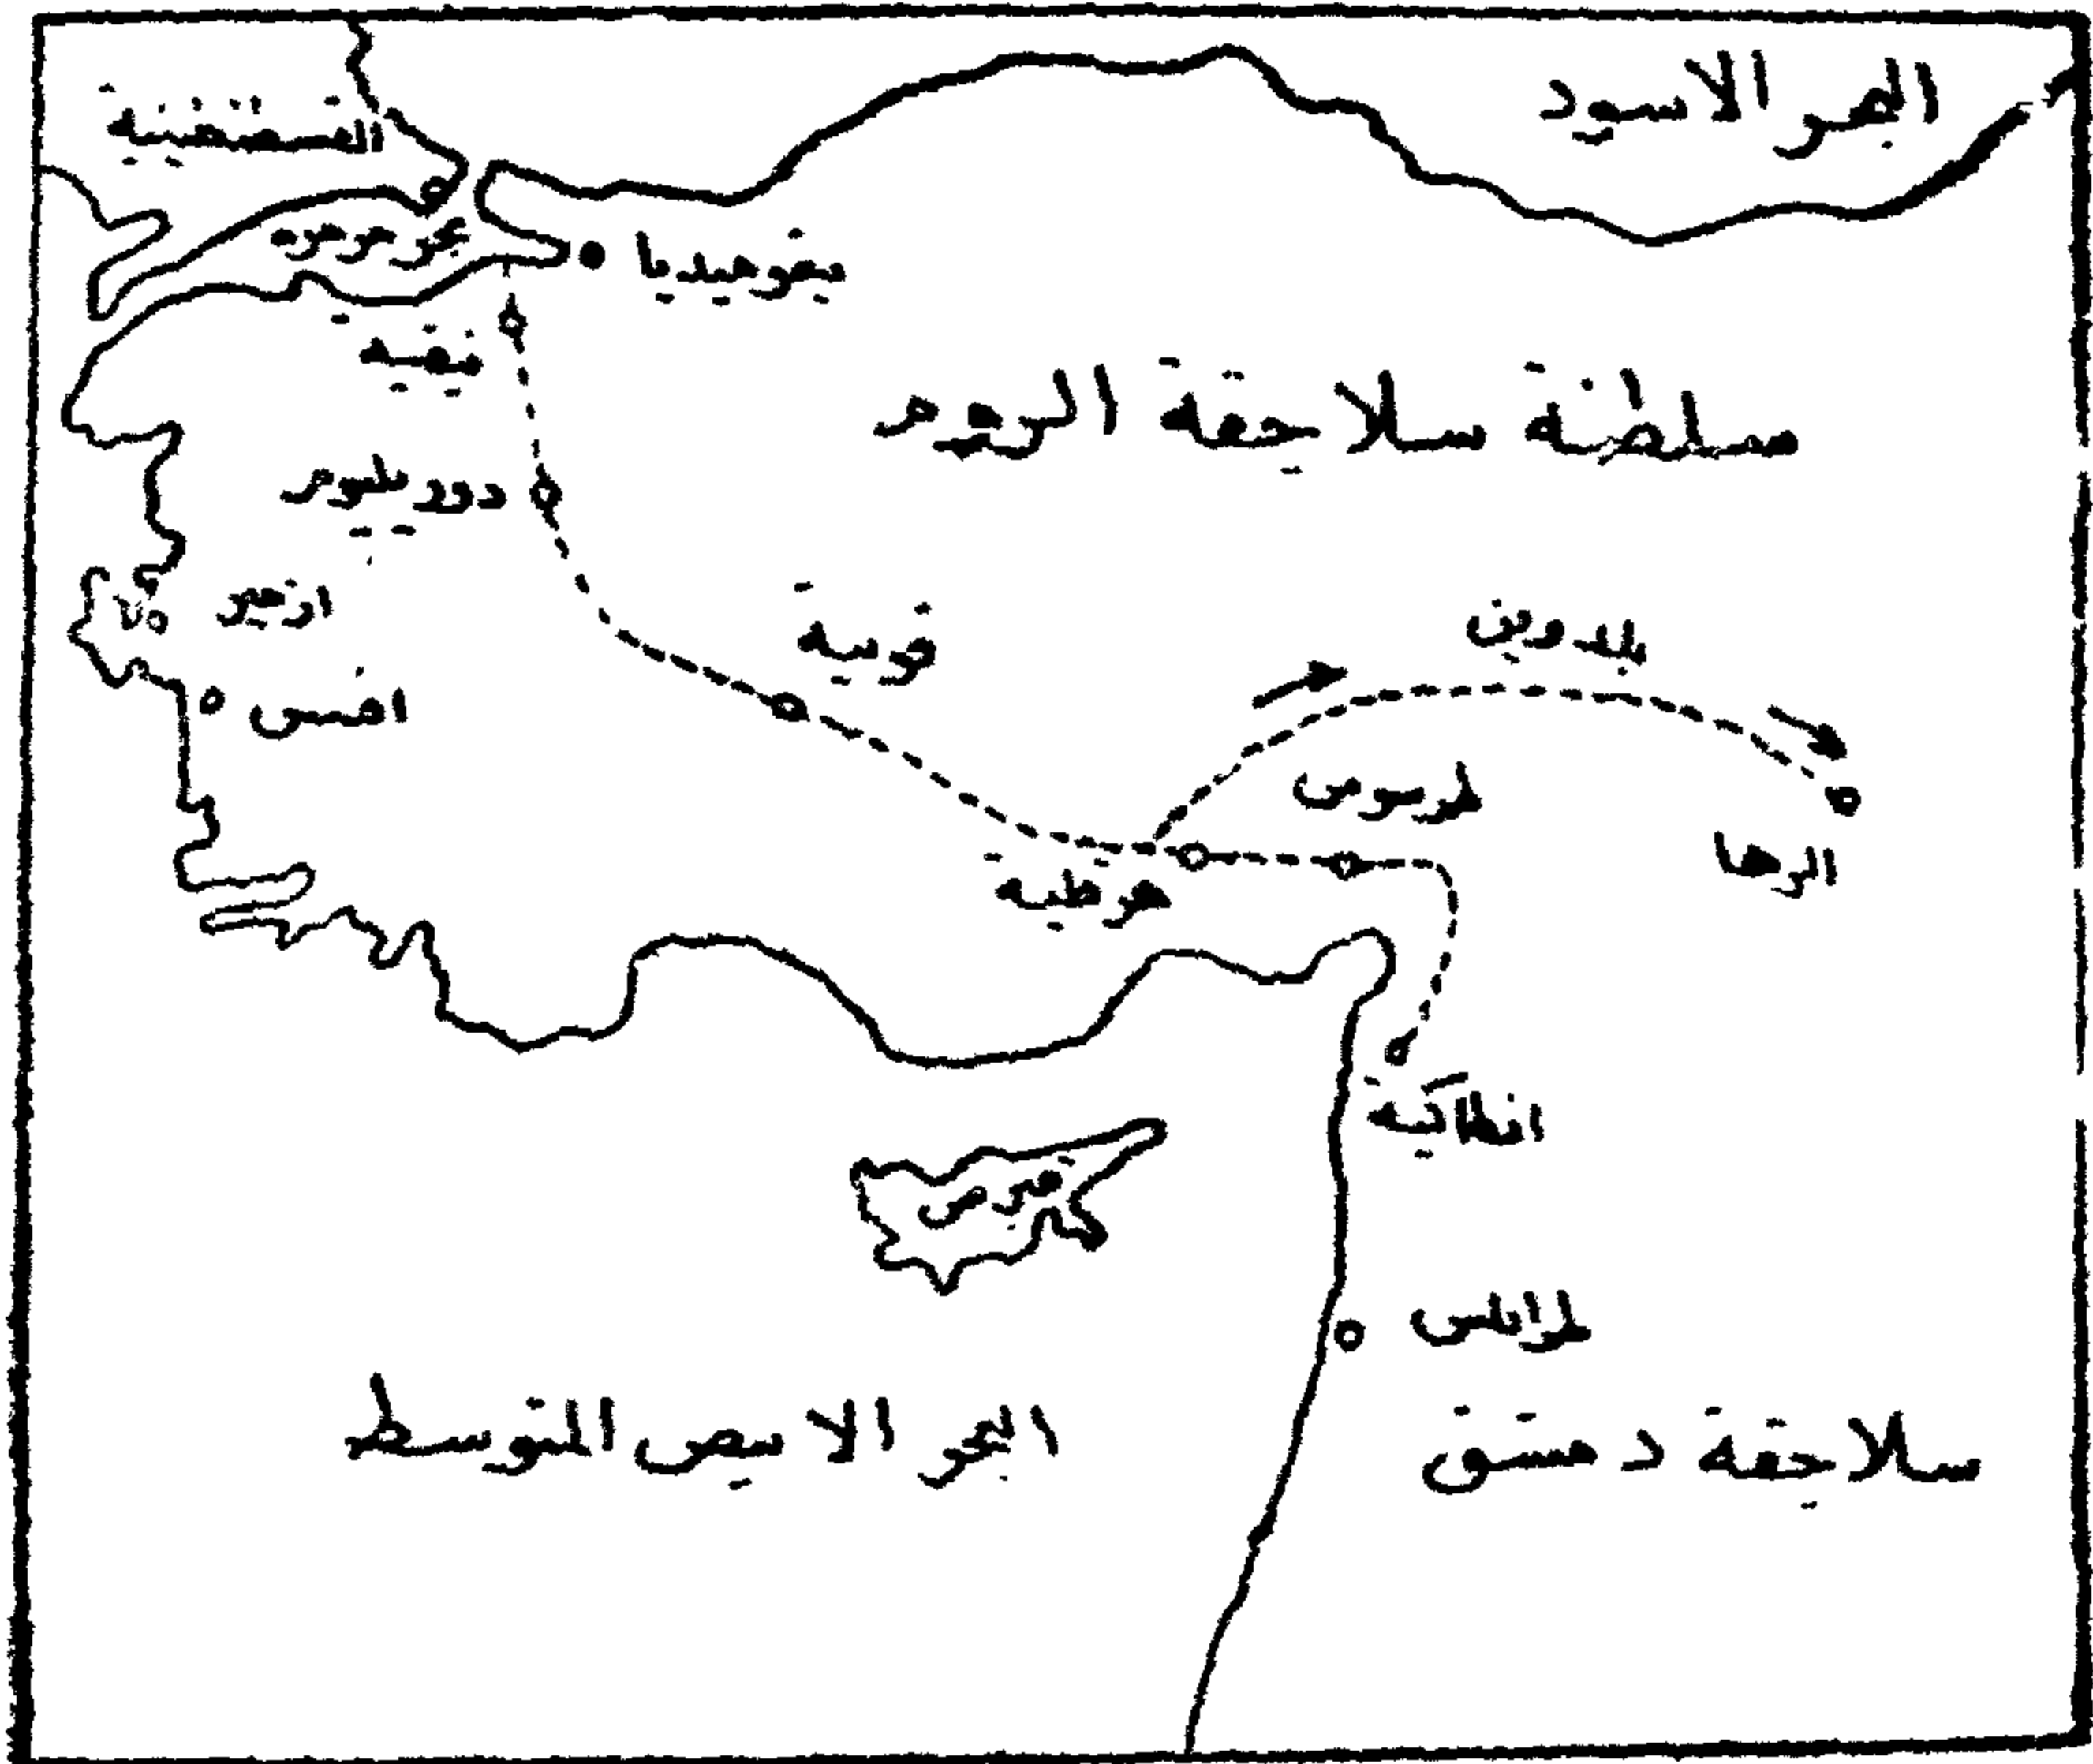 البحر الاسود
القسطنطينية
بحر مرمره
نيقوميديا
نيقية
سلطنة سلاجقة الروم
دوريليوم
ازمير
قونية
بلدوين
افسس
طرسوس
الرها
هرقلية
انطاكية
قبرص
طرابلس
البحر الابيض المتوسط
سلاجقة دمشق